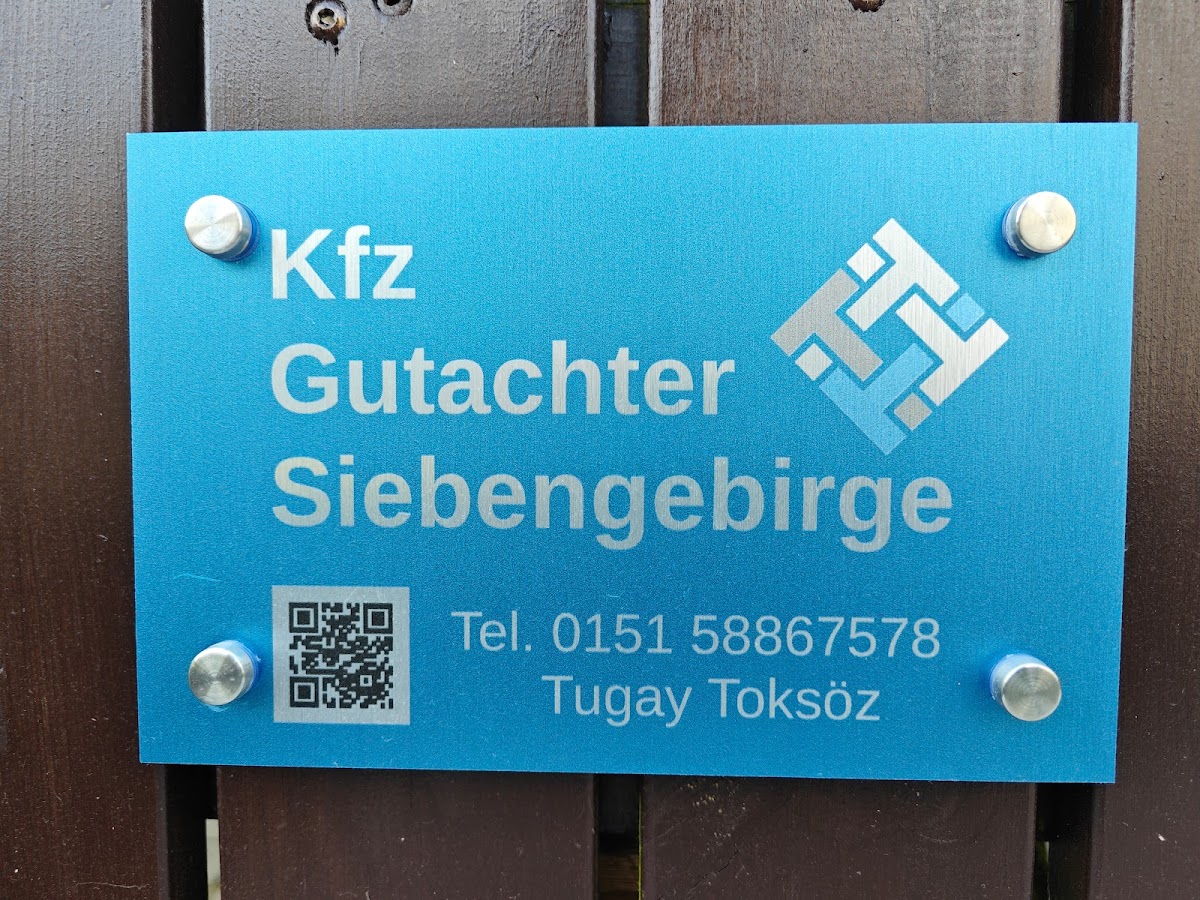 Kfz
Gutachter
Siebengebirge
Tel. 0151 58867578
Tugay Toksöz